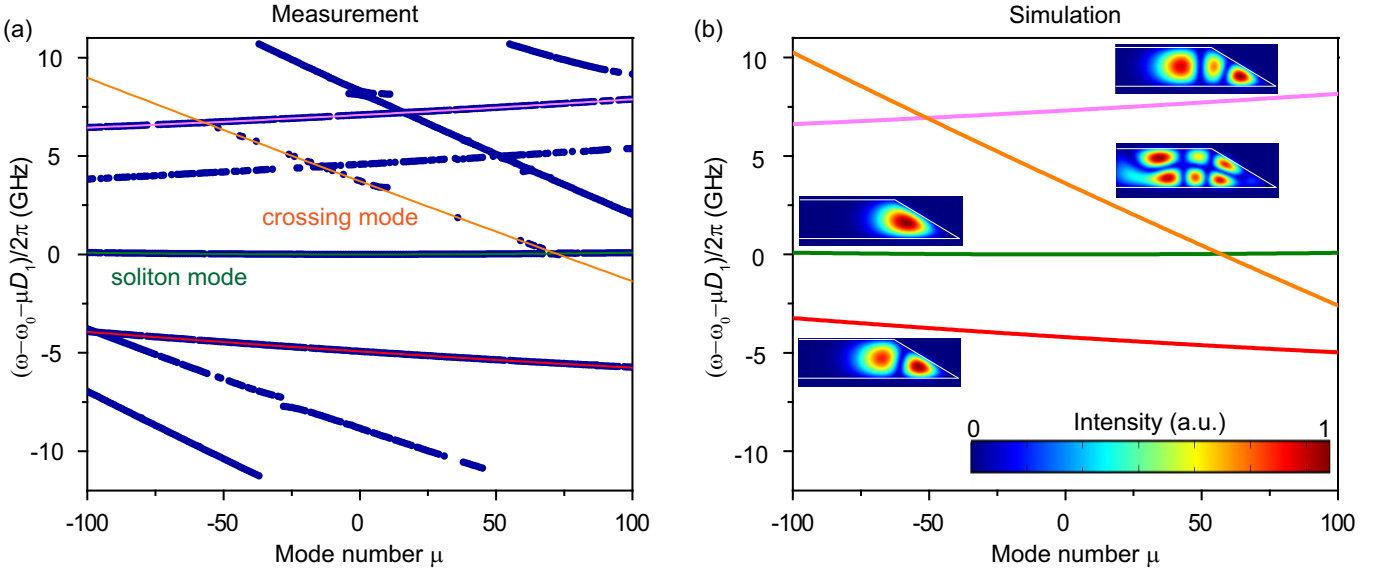 Measurement
Simulation
(a)
(b)
(ω−ω₀−μD₁)/2π (GHz)
10
5
0
-5
-10
crossing mode
soliton mode
-100
-50
0
50
100
Mode number μ
(ω−ω₀−μD₁)/2π (GHz)
10
5
0
-5
-10
0
Intensity (a.u.)
1
-100
-50
0
50
100
Mode number μ